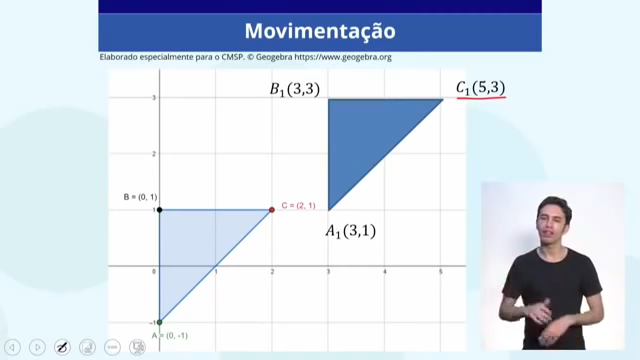 Movimentação
Elaborado especialmente para o CMSP. © Geogebra https://www.geogebra.org
B₁(3,3)
C₁(5,3)
3
2
B = (0, 1)
1
C = (2, 1)
A₁(3,1)
0 1 2 3 4 5
-1
A = (0, -1)